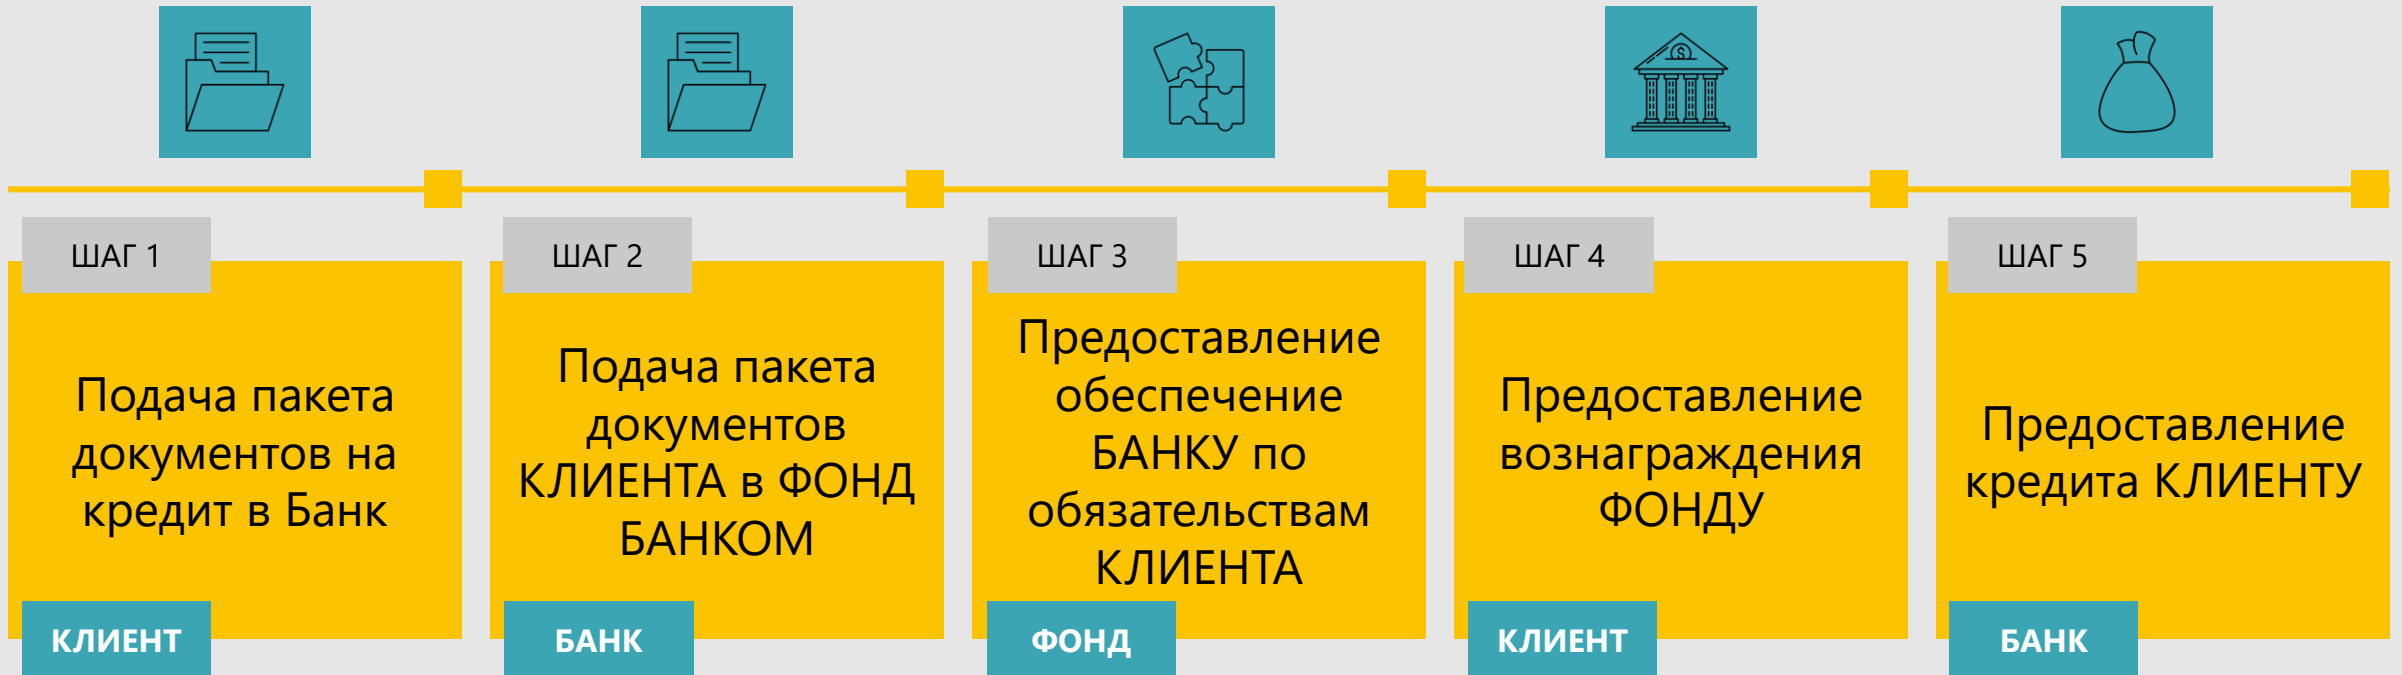 ШАГ 1
Подача пакета
документов на
кредит в Банк
КЛИЕНТ
ШАГ 2
Подача пакета
документов
КЛИЕНТА в ФОНД
БАНКОМ
БАНК
ШАГ 3
Предоставление
обеспечение
БАНКУ по
обязательствам
КЛИЕНТА
ФОНД
ШАГ 4
Предоставление
вознаграждения
ФОНДУ
КЛИЕНТ
ШАГ 5
Предоставление
кредита КЛИЕНТУ
БАНК